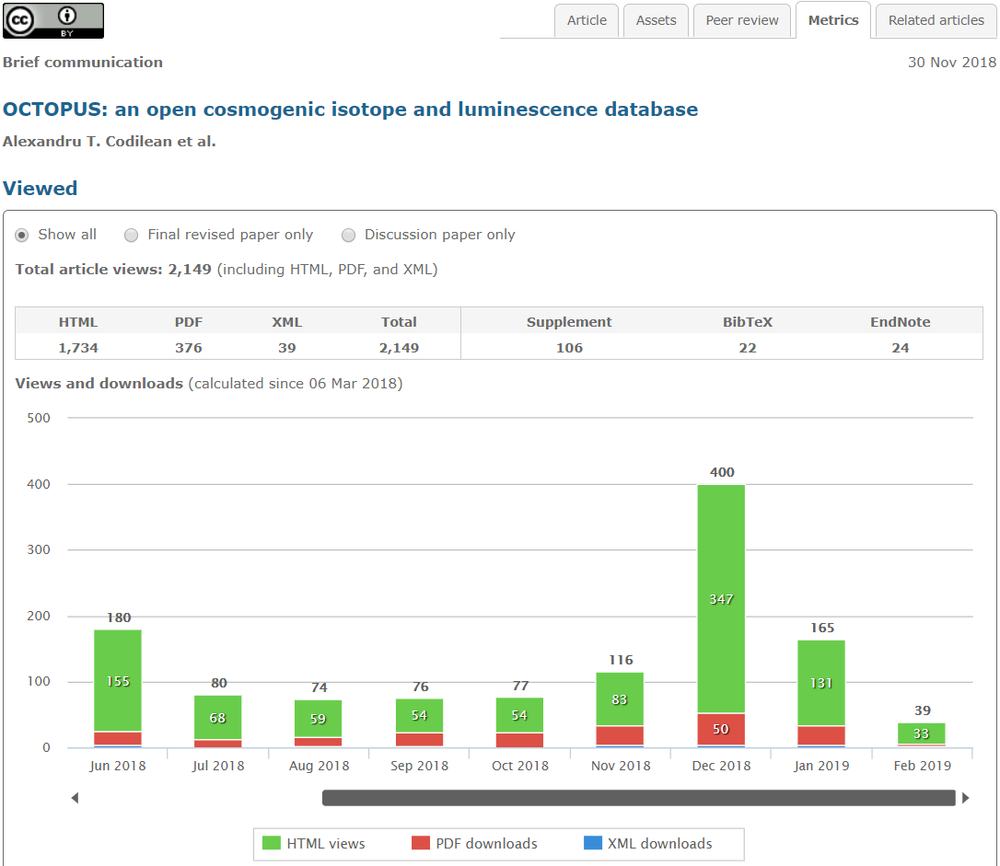 cc BY
Article Assets Peer review Metrics Related articles
Brief communication 30 Nov 2018
OCTOPUS: an open cosmogenic isotope and luminescence database
Alexandru T. Codilean et al.
Viewed
Show all Final revised paper only Discussion paper only
Total article views: 2,149 (including HTML, PDF, and XML)
HTML PDF XML Total Supplement BibTeX EndNote
1,734 376 39 2,149 106 22 24
Views and downloads (calculated since 06 Mar 2018)
500
400
300
200
100
0
180 80 74 76 77 116 400 165 39
155 68 59 54 54 83 347 131 33
50
Jun 2018 Jul 2018 Aug 2018 Sep 2018 Oct 2018 Nov 2018 Dec 2018 Jan 2019 Feb 2019
HTML views PDF downloads XML downloads